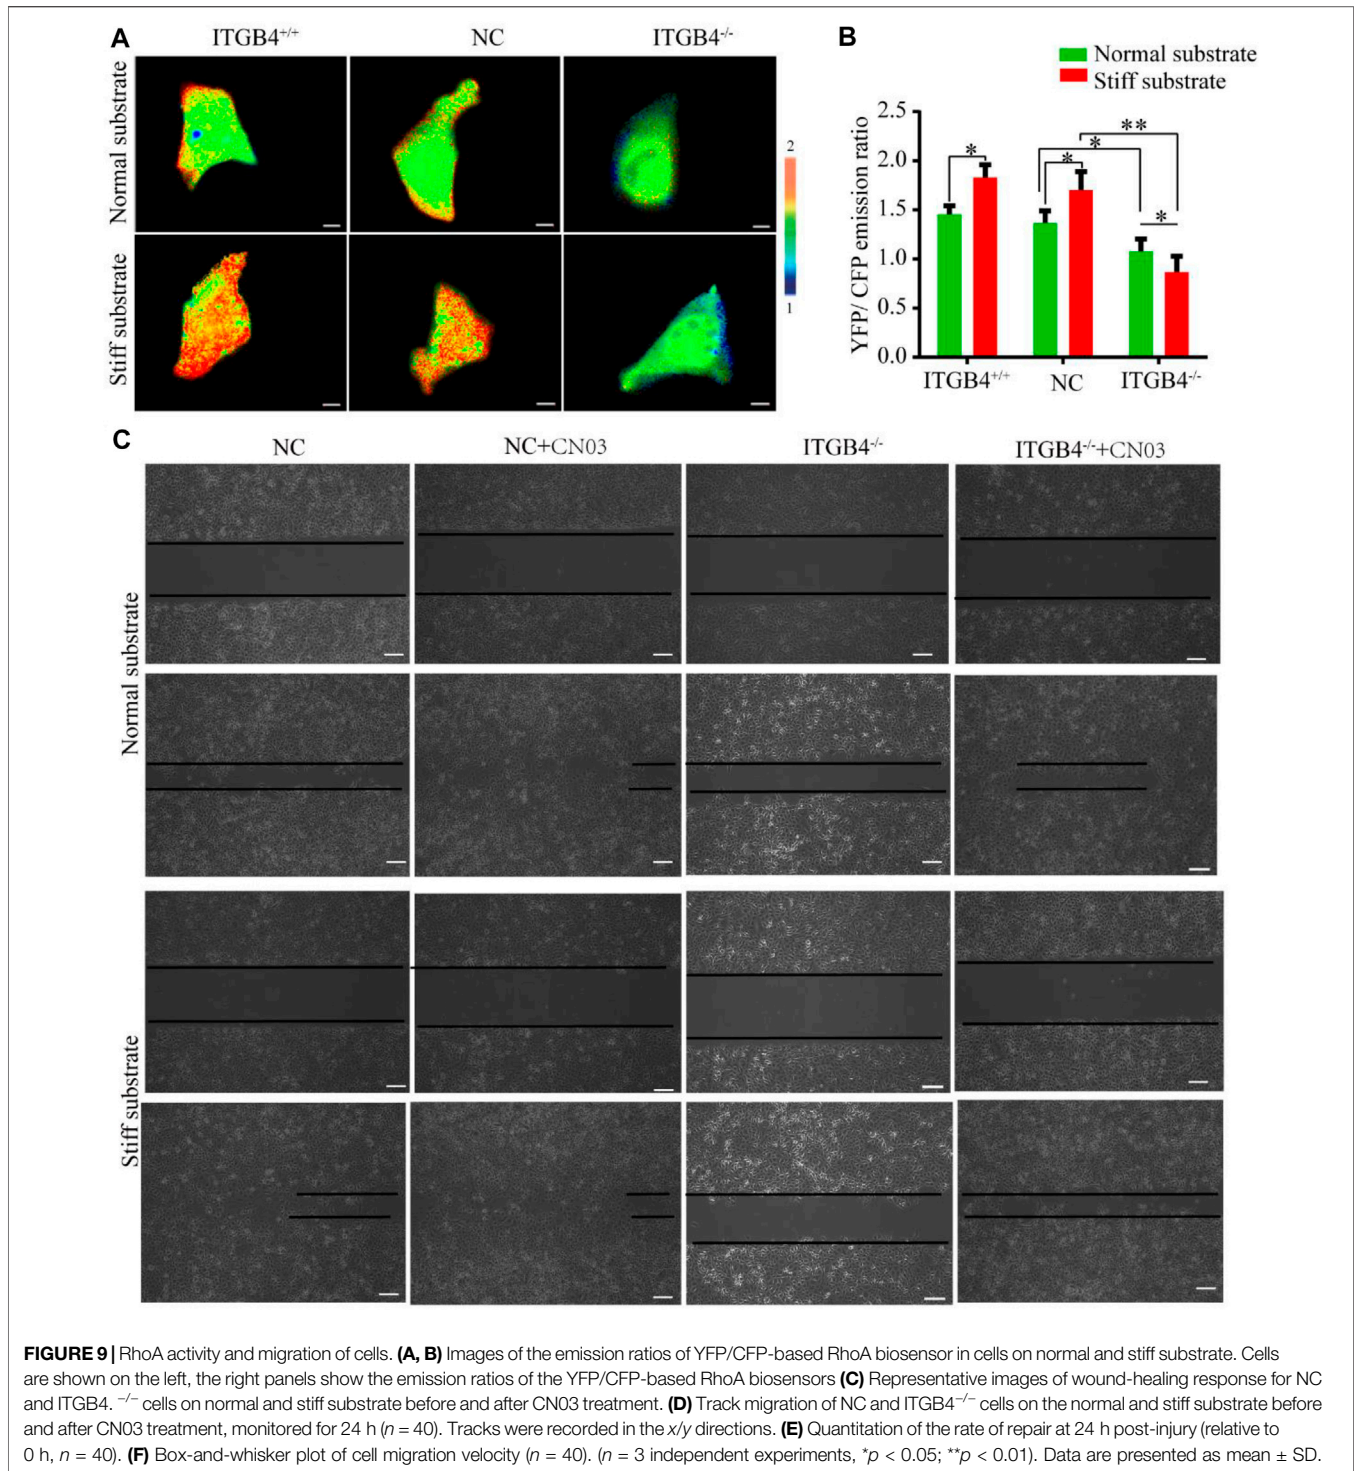 A
ITGB4+/+
NC
ITGB4-/-
Normal substrate
Stiff substrate
2
1
B
Normal substrate
Stiff substrate
YFP/ CFP emission ratio
2.5
2.0
1.5
1.0
0.5
0.0
*
*
*
**
*
ITGB4+/+
NC
ITGB4-/-
C
NC
NC+CN03
ITGB4-/-
ITGB4-/-+CN03
Normal substrate
Stiff substrate
FIGURE 9 | RhoA activity and migration of cells. (A, B) Images of the emission ratios of YFP/CFP-based RhoA biosensor in cells on normal and stiff substrate. Cells
are shown on the left, the right panels show the emission ratios of the YFP/CFP-based RhoA biosensors (C) Representative images of wound-healing response for NC
and ITGB4. −/− cells on normal and stiff substrate before and after CN03 treatment. (D) Track migration of NC and ITGB4−/− cells on the normal and stiff substrate before
and after CN03 treatment, monitored for 24 h (n = 40). Tracks were recorded in the x/y directions. (E) Quantitation of the rate of repair at 24 h post-injury (relative to
0 h, n = 40). (F) Box-and-whisker plot of cell migration velocity (n = 40). (n = 3 independent experiments, *p < 0.05; **p < 0.01). Data are presented as mean ± SD.